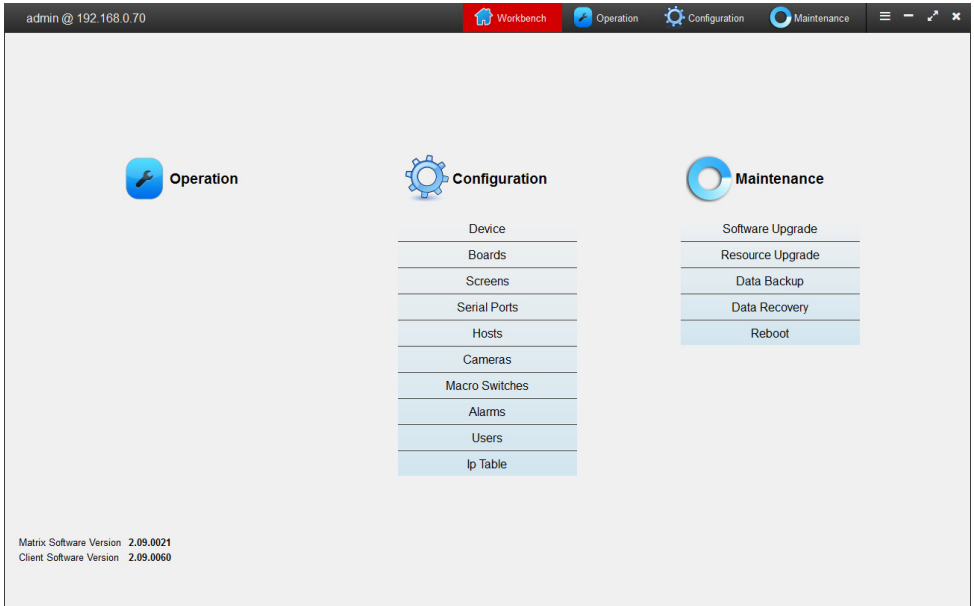 admin @ 192.168.0.70
Workbench
Operation
Configuration
Maintenance
Operation
Configuration
Device
Boards
Screens
Serial Ports
Hosts
Cameras
Macro Switches
Alarms
Users
Ip Table
Maintenance
Software Upgrade
Resource Upgrade
Data Backup
Data Recovery
Reboot
Matrix Software Version 2.09.0021
Client Software Version 2.09.0060